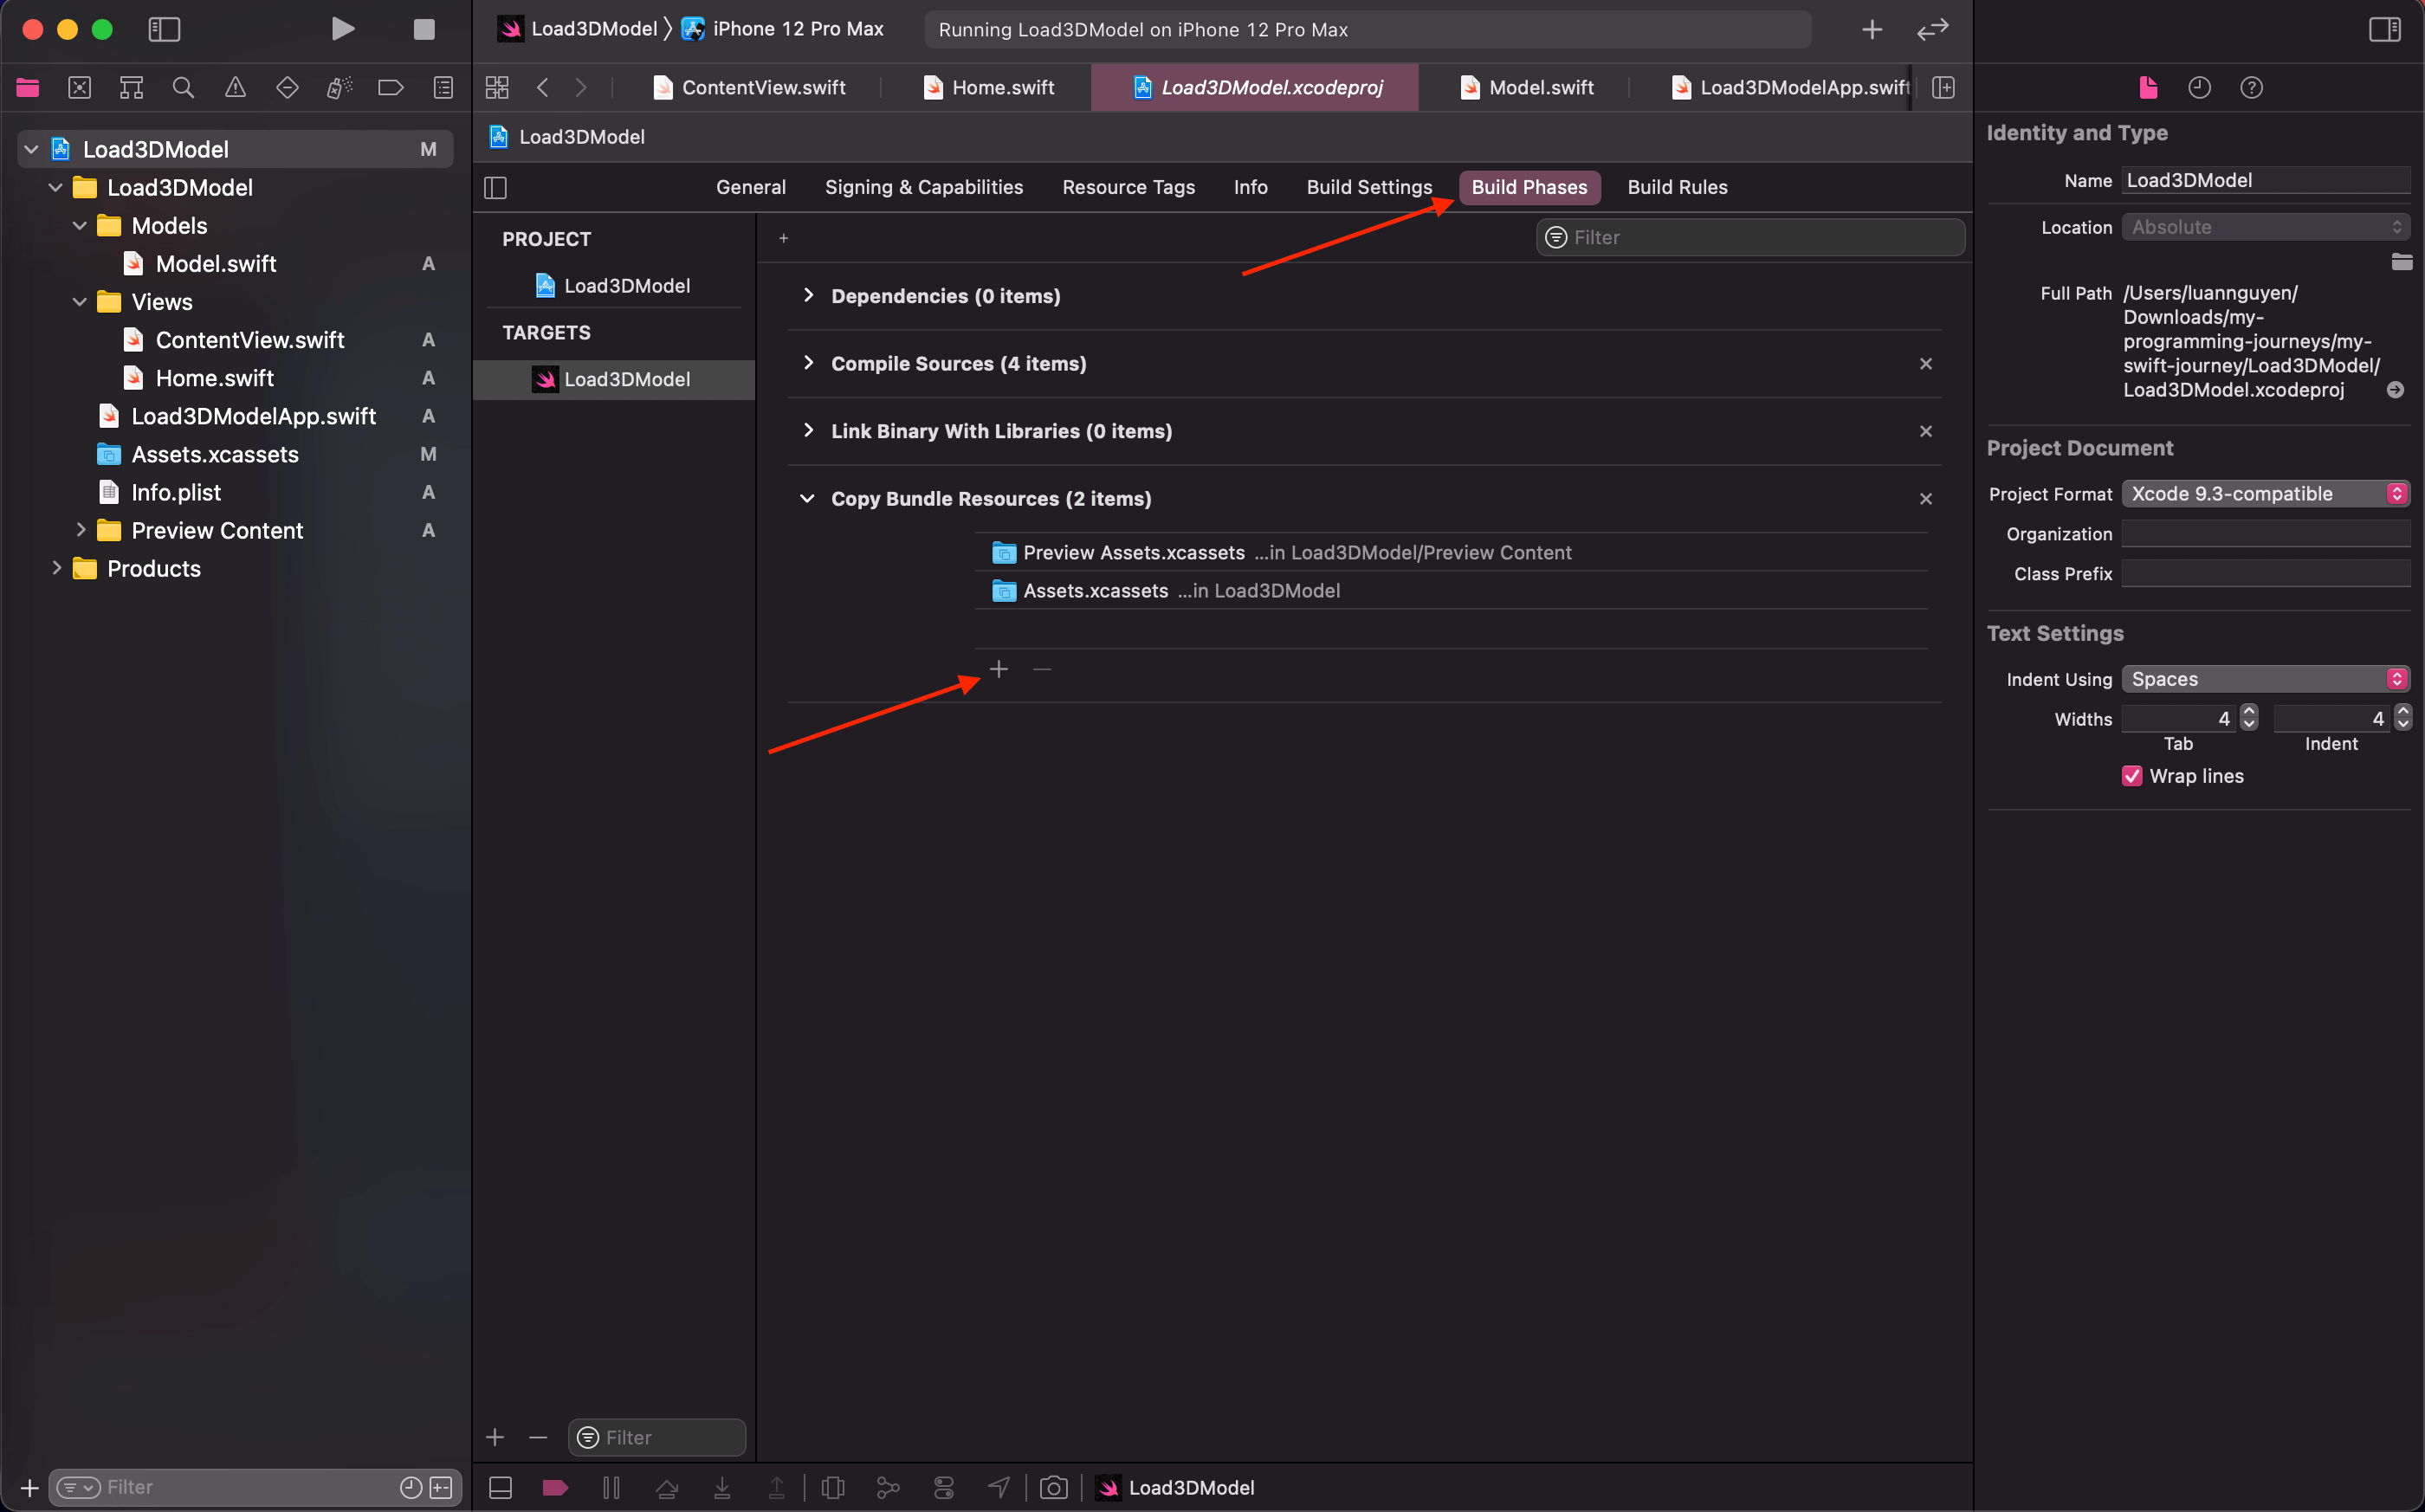 Load3DModel 〉 iPhone 12 Pro Max
Running Load3DModel on iPhone 12 Pro Max
ContentView.swift
Home.swift
Load3DModel.xcodeproj
Model.swift
Load3DModelApp.swift
Load3DModel
Load3DModel M
Load3DModel
Models
Model.swift A
Views
ContentView.swift A
Home.swift A
Load3DModelApp.swift A
Assets.xcassets M
Info.plist A
Preview Content A
Products
Filter
General
Signing & Capabilities
Resource Tags
Info
Build Settings
Build Phases
Build Rules
PROJECT
Load3DModel
TARGETS
Load3DModel
Filter
Filter
Dependencies (0 items)
Compile Sources (4 items)
Link Binary With Libraries (0 items)
Copy Bundle Resources (2 items)
Preview Assets.xcassets ...in Load3DModel/Preview Content
Assets.xcassets ...in Load3DModel
Load3DModel
Identity and Type
Name Load3DModel
Location Absolute
Full Path /Users/luannguyen/
Downloads/my-
programming-journeys/my-
swift-journey/Load3DModel/
Load3DModel.xcodeproj
Project Document
Project Format Xcode 9.3-compatible
Organization
Class Prefix
Text Settings
Indent Using Spaces
Widths 4 4
Tab Indent
Wrap lines